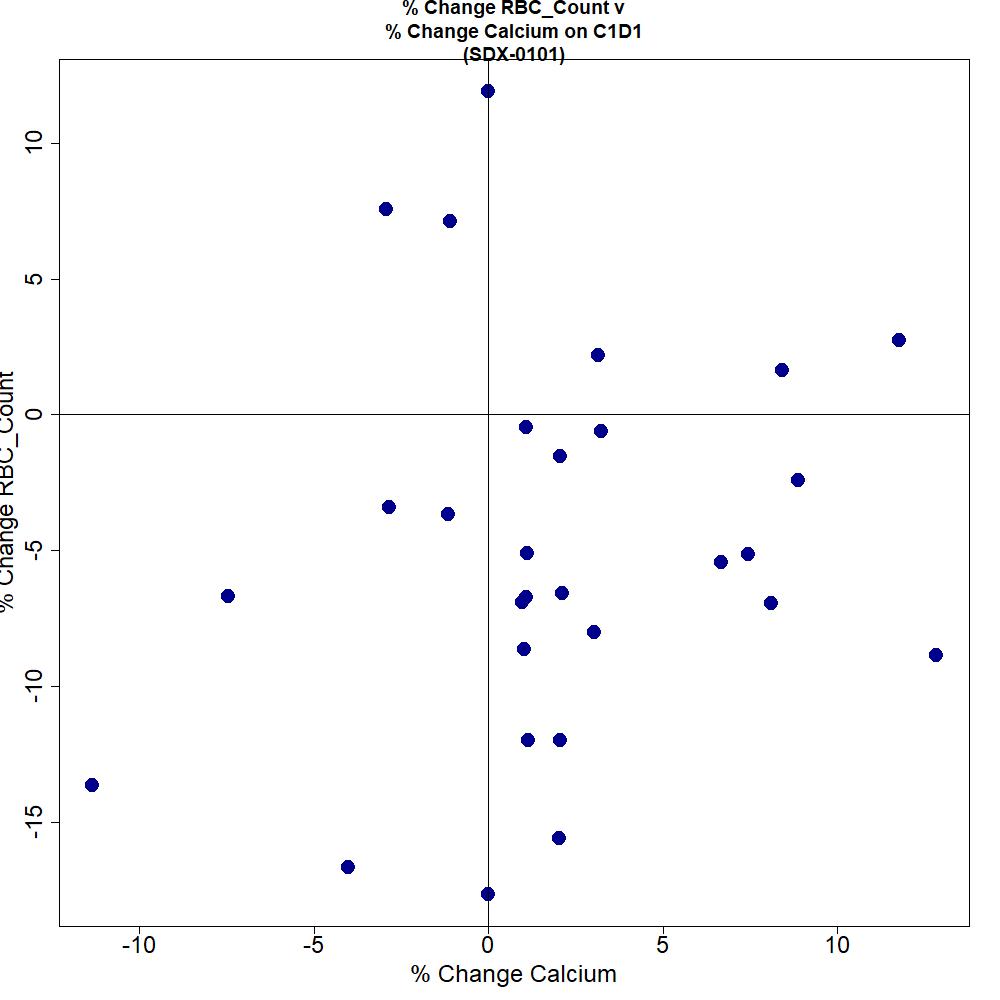 % Change RBC_Count v
% Change Calcium on C1D1
(SDX-0101)
10
5
0
-5
-10
-15
% Change RBC_Count
-10
-5
0
5
10
% Change Calcium